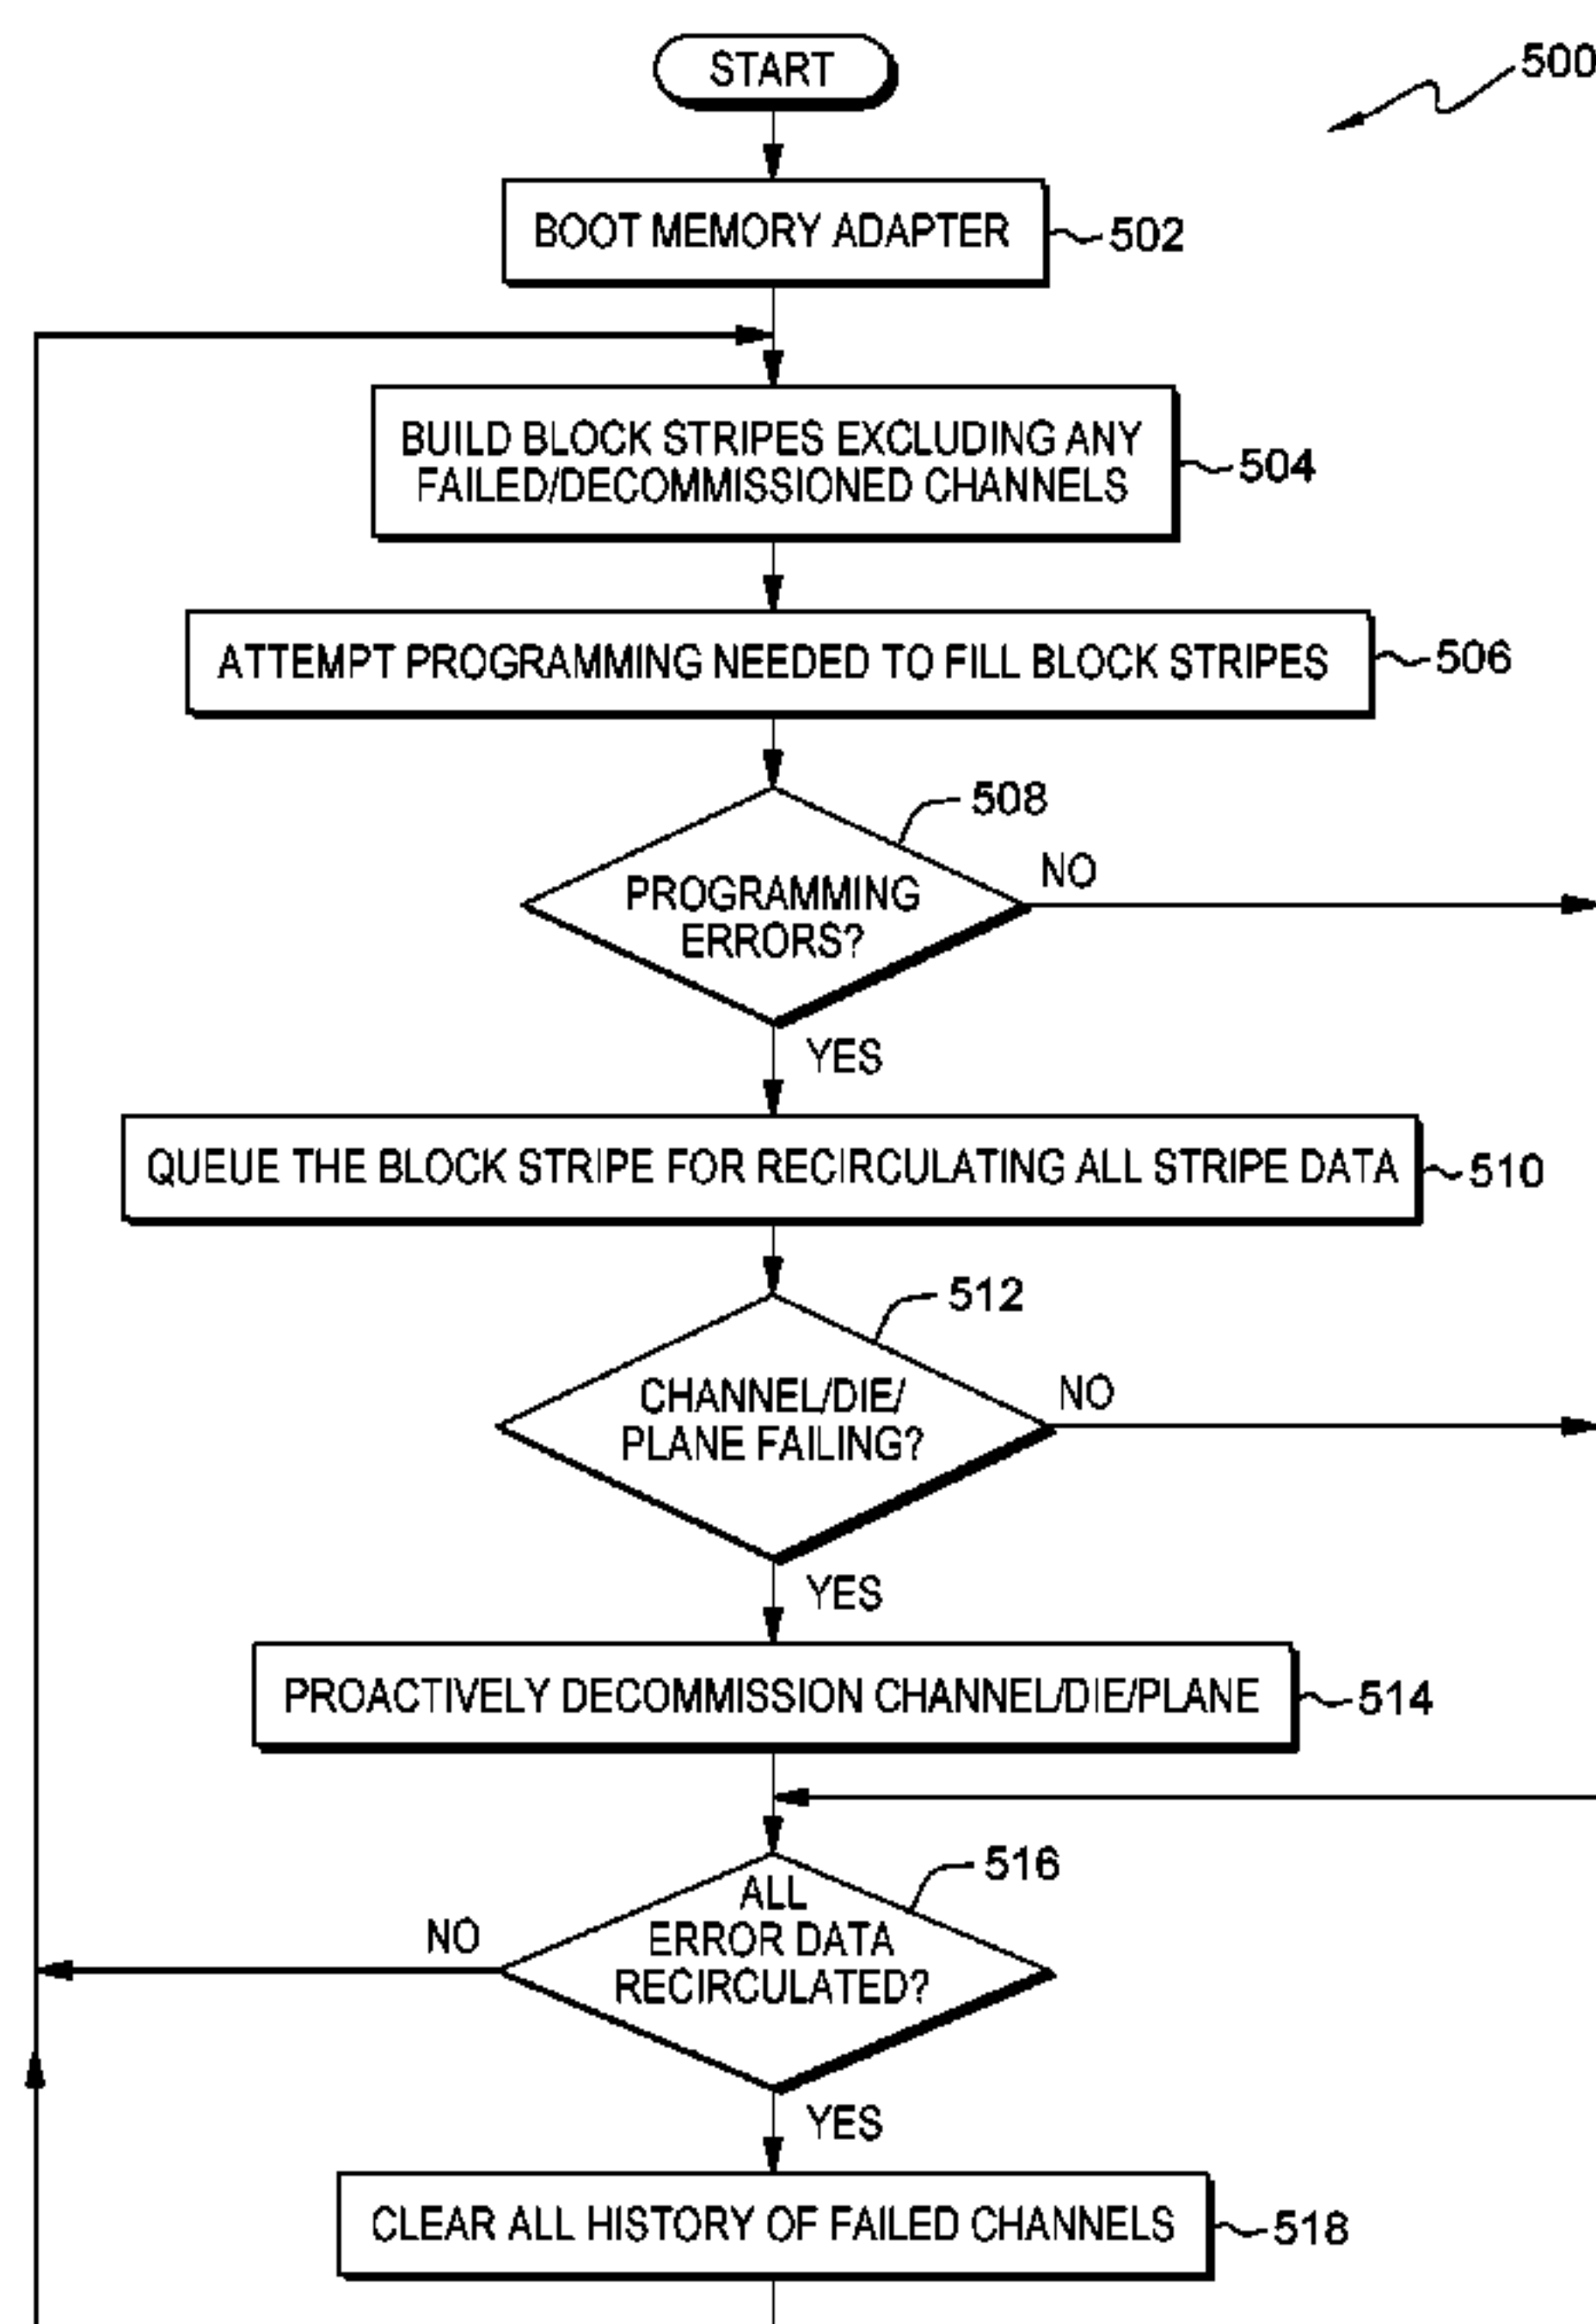 START
500
BOOT MEMORY ADAPTER
502
BUILD BLOCK STRIPES EXCLUDING ANY
FAILED/DECOMMISSIONED CHANNELS
504
ATTEMPT PROGRAMMING NEEDED TO FILL BLOCK STRIPES
506
508
PROGRAMMING
ERRORS?
NO
YES
QUEUE THE BLOCK STRIPE FOR RECIRCULATING ALL STRIPE DATA
510
512
CHANNEL/DIE/
PLANE FAILING?
NO
YES
PROACTIVELY DECOMMISSION CHANNEL/DIE/PLANE
514
516
ALL
ERROR DATA
RECIRCULATED?
NO
YES
CLEAR ALL HISTORY OF FAILED CHANNELS
518